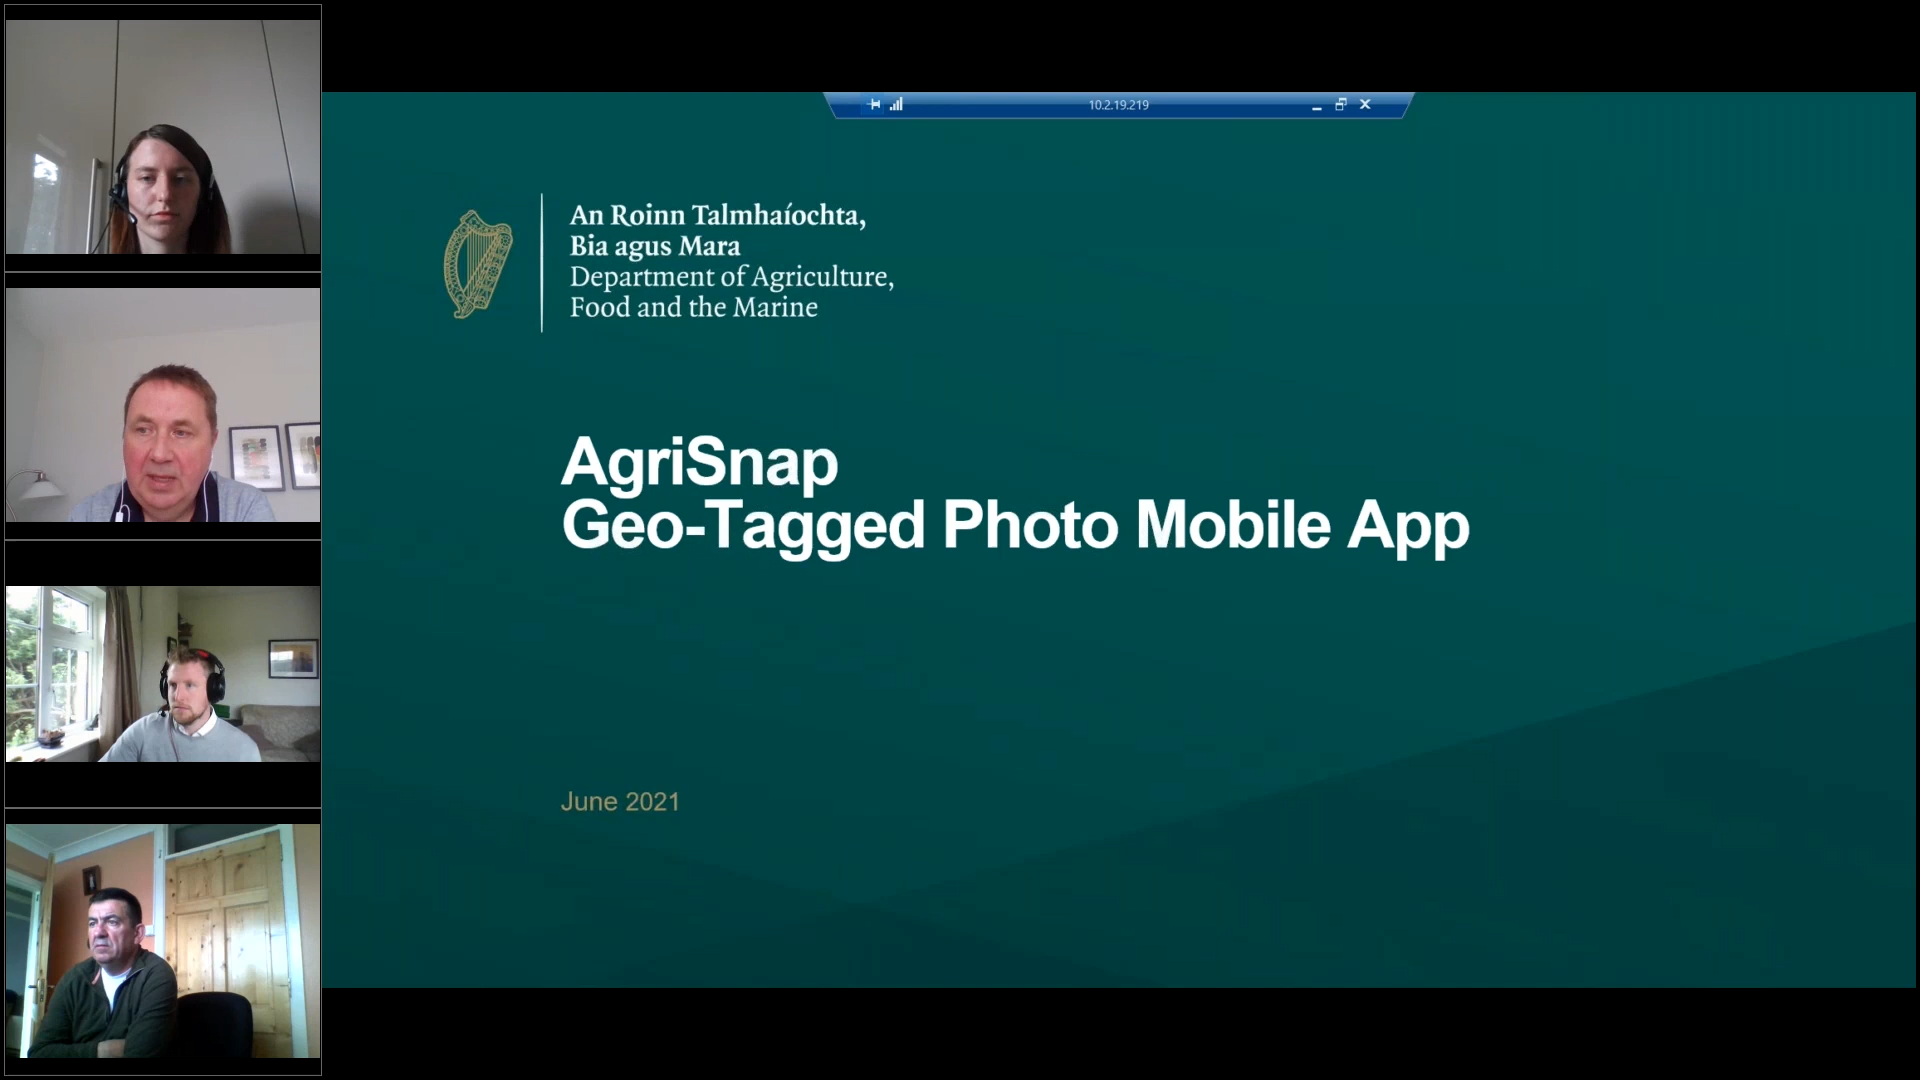 10.2.19.219
An Roinn Talmhaíochta,
Bia agus Mara
Department of Agriculture,
Food and the Marine
AgriSnap
Geo-Tagged Photo Mobile App
June 2021